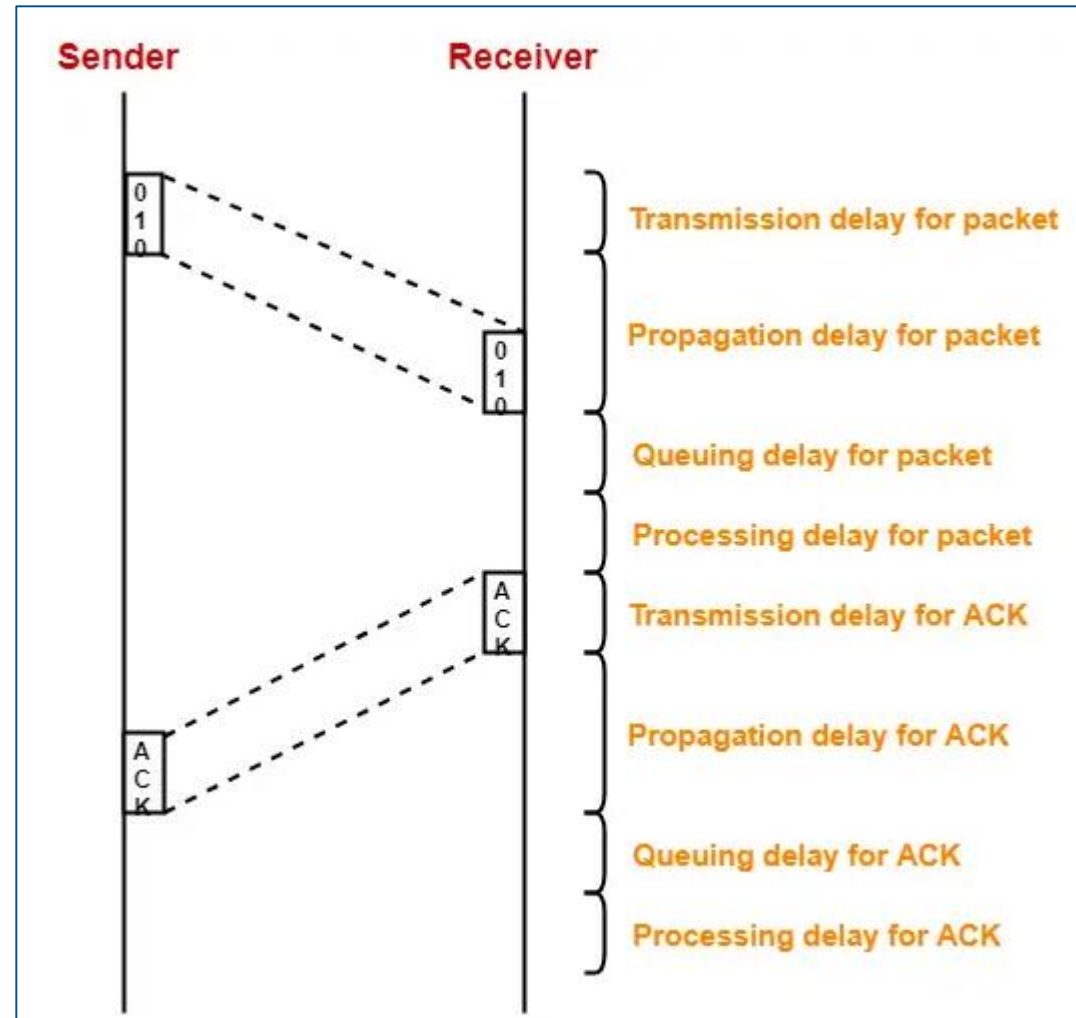 Sender
Receiver
0
1
0
Transmission delay for packet
Propagation delay for packet
0
1
0
Queuing delay for packet
Processing delay for packet
A
C
K
Transmission delay for ACK
Propagation delay for ACK
A
C
K
Queuing delay for ACK
Processing delay for ACK